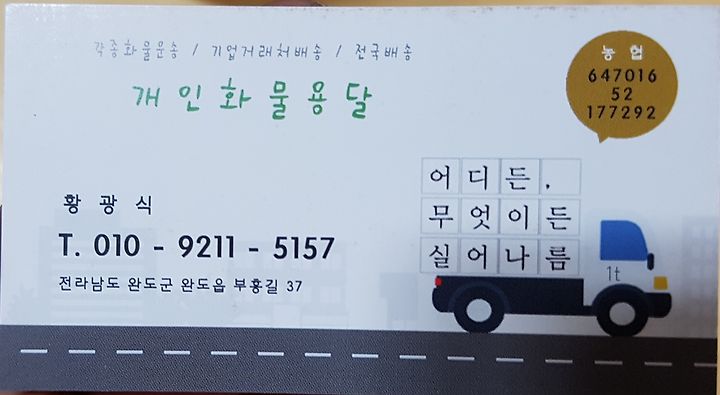 각종화물운송 / 기업거래처배송 / 전국배송
개인화물용달
농협
647016
52
177292
황광식
T. 010 - 9211 - 5157
전라남도 완도군 완도읍 부흥길 37
어디든,
무엇이든
실어나름
1t